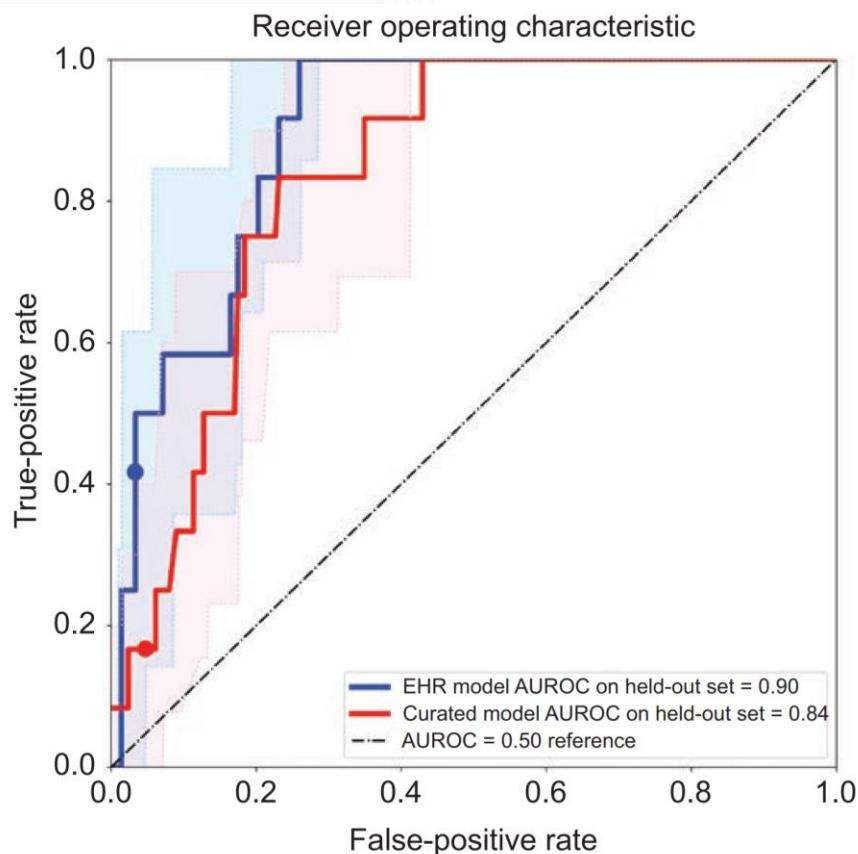 Receiver operating characteristic
True-positive rate
1.0
0.8
0.6
0.4
0.2
0.0
EHR model AUROC on held-out set = 0.90
Curated model AUROC on held-out set = 0.84
AUROC = 0.50 reference
0.0 0.2 0.4 0.6 0.8 1.0
False-positive rate